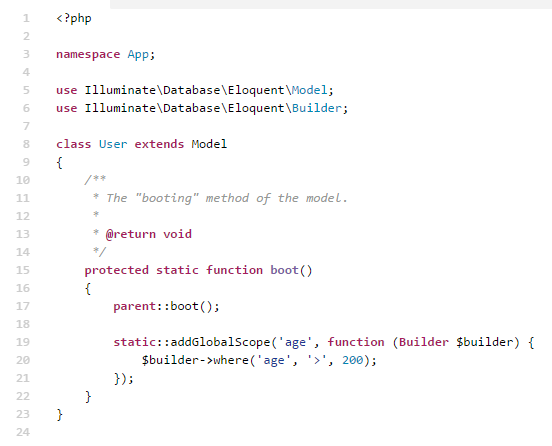 1 <?php
2
3 namespace App;
4
5 use Illuminate\Database\Eloquent\Model;
6 use Illuminate\Database\Eloquent\Builder;
7
8 class User extends Model
9 {
10     /**
11      * The "booting" method of the model.
12      *
13      * @return void
14      */
15     protected static function boot()
16     {
17         parent::boot();
18
19         static::addGlobalScope('age', function (Builder $builder) {
20             $builder->where('age', '>', 200);
21         });
22     }
23 }
24